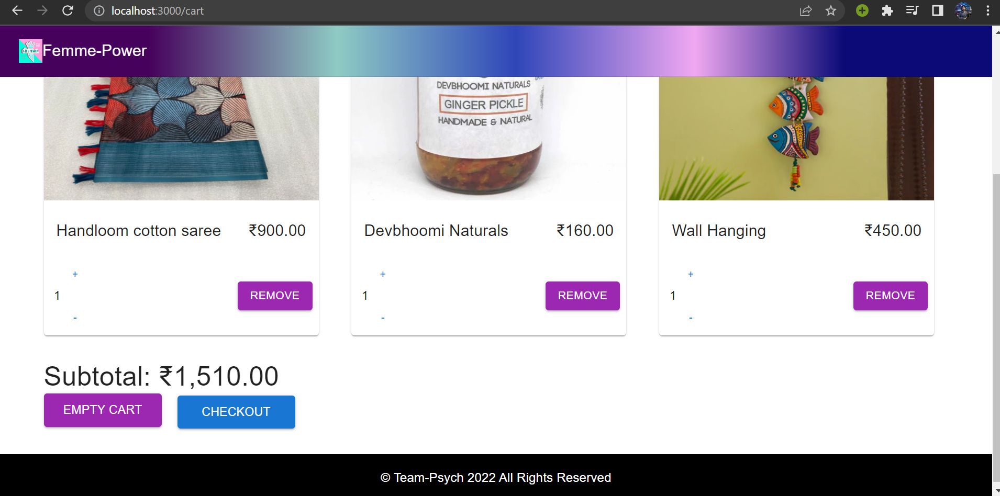 localhost:3000/cart
Femme-Power
DEVBHOOMI NATURALS
GINGER PICKLE
HANDMADE & NATURAL
Handloom cotton saree ₹900.00
Devbhoomi Naturals ₹160.00
Wall Hanging ₹450.00
+
1
-
REMOVE
+
1
-
REMOVE
+
1
-
REMOVE
Subtotal: ₹1,510.00
EMPTY CART
CHECKOUT
© Team-Psych 2022 All Rights Reserved